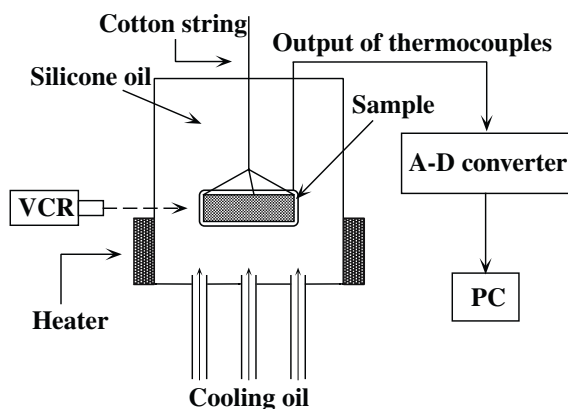 Cotton string
Output of thermocouples
Silicone oil
Sample
A-D converter
VCR
PC
Heater
Cooling oil